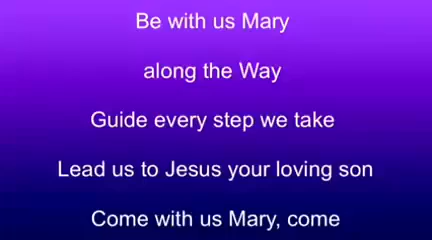 Be with us Mary
along the Way
Guide every step we take
Lead us to Jesus your loving son
Come with us Mary, come